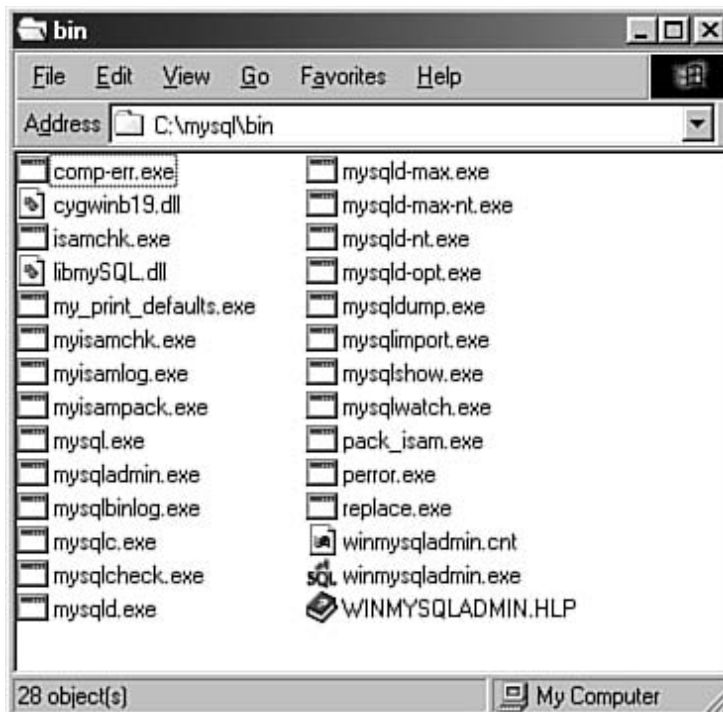 bin
File Edit View Go Favorites Help
Address C:\mysql\bin
comp-err.exe
cygwinb19.dll
isamchk.exe
libmySQL.dll
my_print_defaults.exe
myisamchk.exe
myisamlog.exe
myisampack.exe
mysql.exe
mysqladmin.exe
mysqlbinlog.exe
mysqlc.exe
mysqlcheck.exe
mysqld.exe
mysqld-max.exe
mysqld-max-nt.exe
mysqld-nt.exe
mysqld-opt.exe
mysqldump.exe
mysqlimport.exe
mysqlshow.exe
mysqlwatch.exe
pack_isam.exe
perror.exe
replace.exe
winmysqladmin.cnt
SQL winmysqladmin.exe
WINMYSQLADMIN.HLP
28 object(s) My Computer